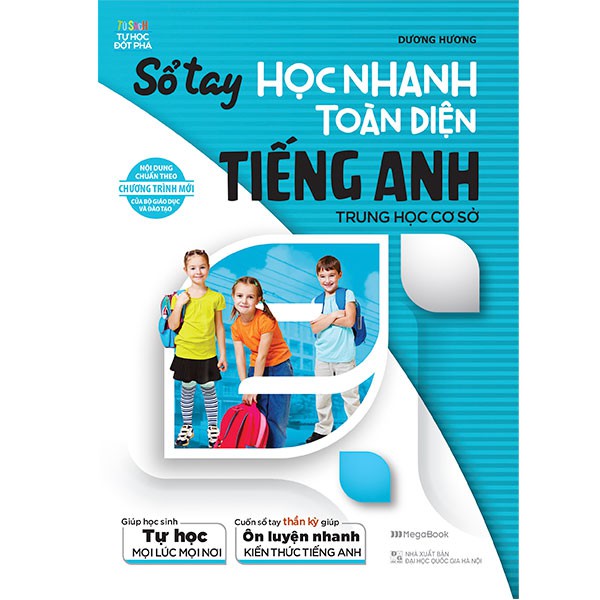 Tủ Sách
TỰ HỌC
ĐỘT PHÁ
DƯƠNG HƯƠNG
Sổ tay HỌC NHANH
TOÀN DIỆN
TIẾNG ANH
TRUNG HỌC CƠ SỞ
NỘI DUNG
CHUẨN THEO
CHƯƠNG TRÌNH MỚI
CỦA BỘ GIÁO DỤC
VÀ ĐÀO TẠO
Giúp học sinh
Tự học
MỌI LÚC MỌI NƠI
Cuốn sổ tay thần kỳ giúp
Ôn luyện nhanh
KIẾN THỨC TIẾNG ANH
MegaBook
NHÀ XUẤT BẢN
ĐẠI HỌC QUỐC GIA HÀ NỘI